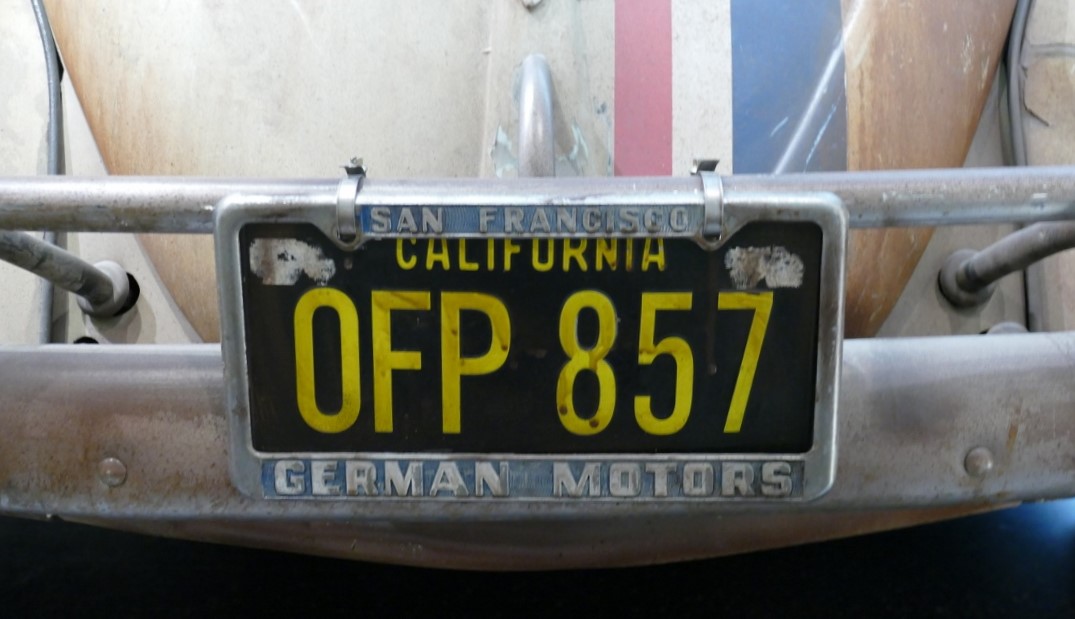 SAN FRANCISCO
CALIFORNIA
OFP 857
GERMAN MOTORS